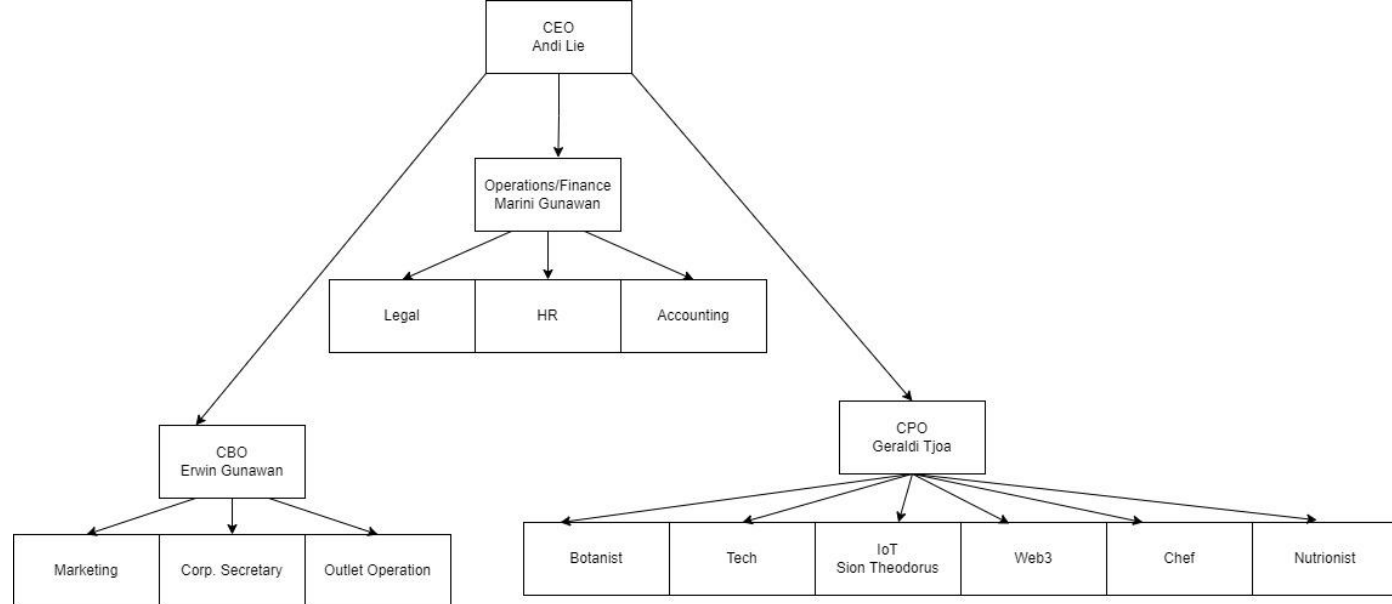 CEO
Andi Lie
Operations/Finance
Marini Gunawan
Legal
HR
Accounting
CBO
Erwin Gunawan
Marketing
Corp. Secretary
Outlet Operation
CPO
Geraldi Tjoa
Botanist
Tech
IoT
Sion Theodorus
Web3
Chef
Nutrionist